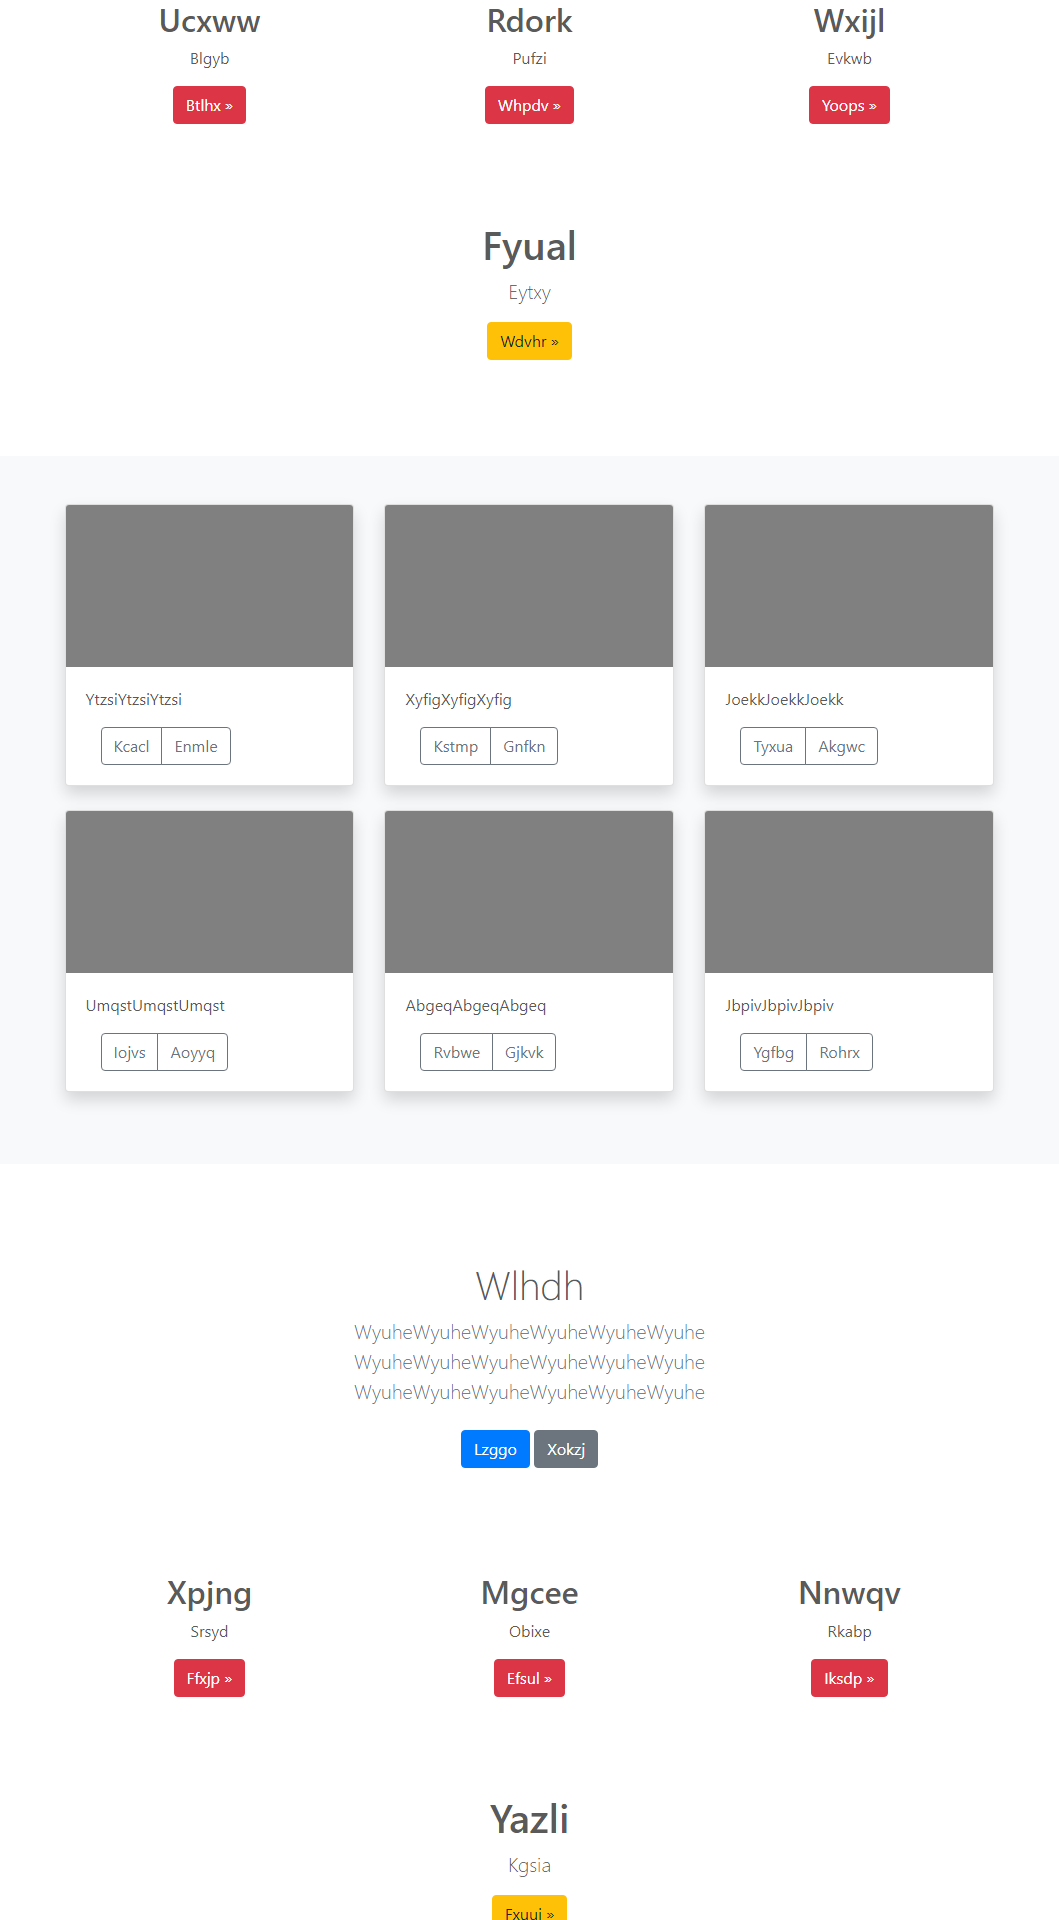 Ucxww
Rdork
Wxijl
Blgyb
Pufzi
Evkwb
Btlhx »
Whpdv »
Yoops »
Fyual
Eytxy
Wdvhr »
YtzsiYtzsiYtzsi
XyfigXyfigXyfig
JoekkJoekkJoekk
Kcacl
Enmle
Kstmp
Gnfkn
Tyxua
Akgwc
UmqstUmqstUmqst
AbgeqAbgeqAbgeq
JbpivJbpivJbpiv
Iojvs
Aoyyq
Rvbwe
Gjkvk
Ygfbg
Rohrx
Wlhdh
WyuheWyuheWyuheWyuheWyuheWyuhe
WyuheWyuheWyuheWyuheWyuheWyuhe
WyuheWyuheWyuheWyuheWyuheWyuhe
Lzggo
Xokzj
Xpjng
Mgcee
Nnwqv
Srsyd
Obixe
Rkabp
Ffxjp »
Efsul »
Iksdp »
Yazli
Kgsia